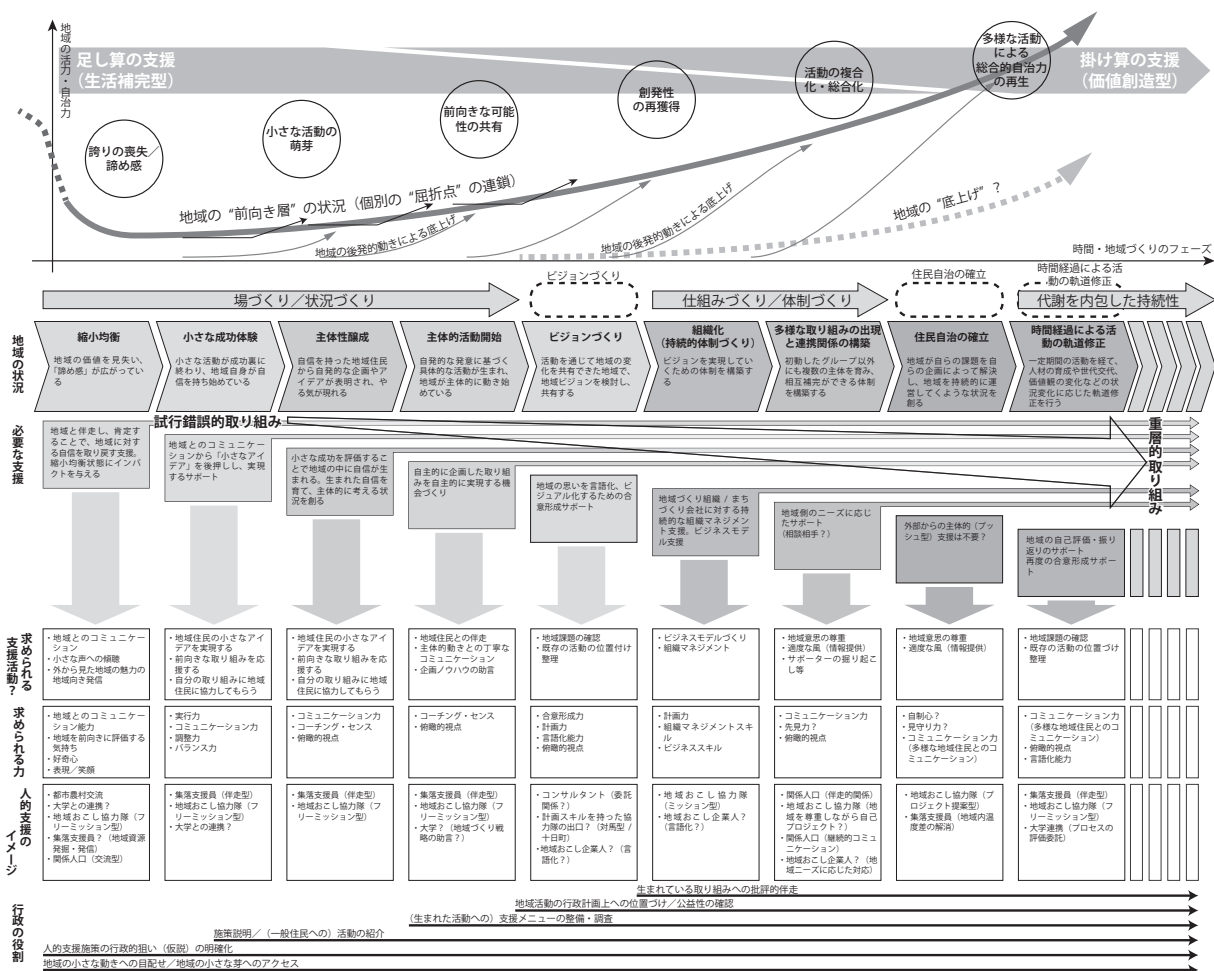 地域の活力・自治力
足し算の支援
（生活補完型）
掛け算の支援
（価値創造型）
誇りの喪失／
諦め感
小さな活動の
萌芽
前向きな可能
性の共有
創発性
の再獲得
活動の複合
化・総合化
多様な活動
による
総合的自治力
の再生
地域の“前向き層”の状況（個別の“屈折点”の連鎖）
地域の後発的動きによる底上げ
地域の後発的動きによる底上げ
地域の“底上げ”？
時間・地域づくりのフェーズ
場づくり／状況づくり
ビジョンづくり
仕組みづくり／体制づくり
住民自治の確立
時間経過による活
動の軌道修正
代謝を内包した持続性
地域の状況
縮小均衡
地域の価値を見失い、
「諦め感」が広がってい
る
小さな成功体験
小さな活動が成功裏に
終わり、地域自身が自
信を持ち始めている
主体性醸成
自信を持った地域住民
から自発的な企画やア
イデアが表明され、や
る気が現れる
主体的活動開始
自発的な発意に基づく
具体的な活動が生まれ、
地域が主体的に動き始
めている
ビジョンづくり
活動を通じて地域の変
化を共有できた地域で、
地域ビジョンを検討し、
共有する
組織化
（持続的体制づくり）
ビジョンを実現してい
くための体制を構築す
る
多様な取り組みの出現
と連携関係の構築
初動したグループ以外
にも複数の主体を育み、
相互補完ができる体制
を構築する
住民自治の確立
地域が自らの課題を自
らの企画によって解決
し、地域を持続的に運
営してくような状況を
創る
時間経過による活
動の軌道修正
一定期間の活動を経て、
人材の育成や世代交代、
価値観の変化などの状
況変化に応じた軌道修
正を行う
必要な支援
試行錯誤的取り組み
重層的取り組み
地域と伴走し、肯定す
ることで、地域に対す
る自信を取り戻す支援。
縮小均衡状態にインパ
クトを与える
地域とのコミュニケー
ションから「小さなアイ
デア」を後押しし、実現
するサポート
小さな成功を評価するこ
とで地域の中に自信が生
まれる。生まれた自信を
育て、主体的に考える状
況を創る
自主的に企画した取り組
みを自主的に実現する機
会づくり
地域の思いを言語化、ビ
ジュアル化するための合
意形成サポート
地域づくり組織 / まち
づくり会社に対する持
続的な組織マネジメン
ト支援。ビジネスモデ
ル支援
地域側のニーズに応じ
たサポート
（相談相手？）
外部からの主体的（プッ
シュ型）支援は不要？
地域の自己評価・振り
返りのサポート
再度の合意形成サポー
ト
求められる
支援活動？
・地域とのコミュニケー
ション
・小さな声への傾聴
・外から見た地域の魅力の
地域向き発信
・地域住民の小さなアイ
デアを実現する
・前向きな取り組みを応
援する
・自分の取り組みに地域
住民に協力してもらう
・地域住民の小さなアイ
デアを実現する
・前向きな取り組みを応
援する
・自分の取り組みに地域
住民に協力してもらう
・地域住民との伴走
・主体的動きとの丁寧な
コミュニケーション
・企画ノウハウの助言
・地域課題の確認
・既存の活動の位置付け
整理
・ビジネスモデルづくり
・組織マネジメント
・地域意思の尊重
・適度な風（情報提供）
・サポーターの掘り起こ
し等
・地域意思の尊重
・適度な風（情報提供）
・地域課題の確認
・既存の活動の位置づけ
整理
求められる力
・地域とのコミュニケー
ション能力
・地域を前向きに評価する
気持ち
・好奇心
・表現／笑顔
・実行力
・コミュニケーション力
・調整力
・バランス力
・コミュニケーション力
・コーチング・センス
・俯瞰的視点
・コーチング・センス
・俯瞰的視点
・合意形成力
・計画力
・言語化能力
・俯瞰的視点
・計画力
・組織マネジメントスキ
ル
・ビジネススキル
・コミュニケーション力
・先見力？
・俯瞰的視点
・自制心？
・見守り力？
・コミュニケーション力
（多様な地域住民とのコ
ミュニケーション）
・コミュニケーション力
（多様な地域住民とのコ
ミュニケーション）
・俯瞰的視点
・言語化能力
人的支援の
イメージ
・都市農村交流
・大学との連携？
・地域おこし協力隊（フ
リーミッション型）
・集落支援員？（地域資源
発掘・発信）
・関係人口（交流型）
・集落支援員（伴走型）
・地域おこし協力隊（フ
リーミッション型）
・大学との連携？
・集落支援員（伴走型）
・地域おこし協力隊（フ
リーミッション型）
・集落支援員（伴走型）
・地域おこし協力隊（フ
リーミッション型）
・大学？（地域づくり戦
略の助言？）
・コンサルタント（委託
関係？）
・計画スキルを持った協
力隊の出口？（対馬型 /
十日町）
・地域おこし企業人？（言
語化？）
・地域おこし協力隊
（ミッション型）
・地域おこし企業人？
（言語化？）
・関係人口（伴走的関係）
・地域おこし協力隊（地
域を尊重しながら自己
プロジェクト？）
・関係人口（継続的コミュ
ニケーション）
・地域おこし企業人？（地
域ニーズに応じた対応）
・地域おこし協力隊（プ
ロジェクト提案型）
・集落支援員（地域内温
度差の解消）
・集落支援員（伴走型）
・地域おこし協力隊（フ
リーミッション型）
・大学連携（プロセスの
評価委託）
行政の役割
生まれている取り組みへの批評的伴走
地域活動の行政計画上への位置づけ／公益性の確認
（生まれた活動への）支援メニューの整備・調査
施策説明／（一般住民への）活動の紹介
人的支援施策の行政的狙い（仮説）の明確化
地域の小さな動きへの目配せ／地域の小さな芽へのアクセス